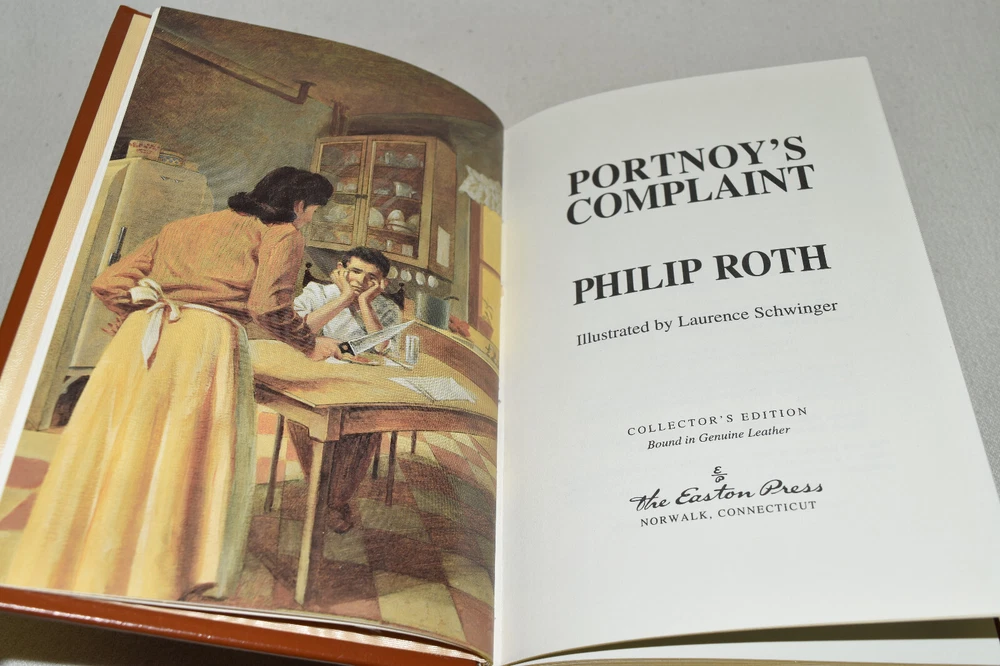 PORTNOY'S
COMPLAINT
PHILIP ROTH
Illustrated by Laurence Schwinger
COLLECTOR'S EDITION
Bound in Genuine Leather
EP
The Easton Press
NORWALK, CONNECTICUT